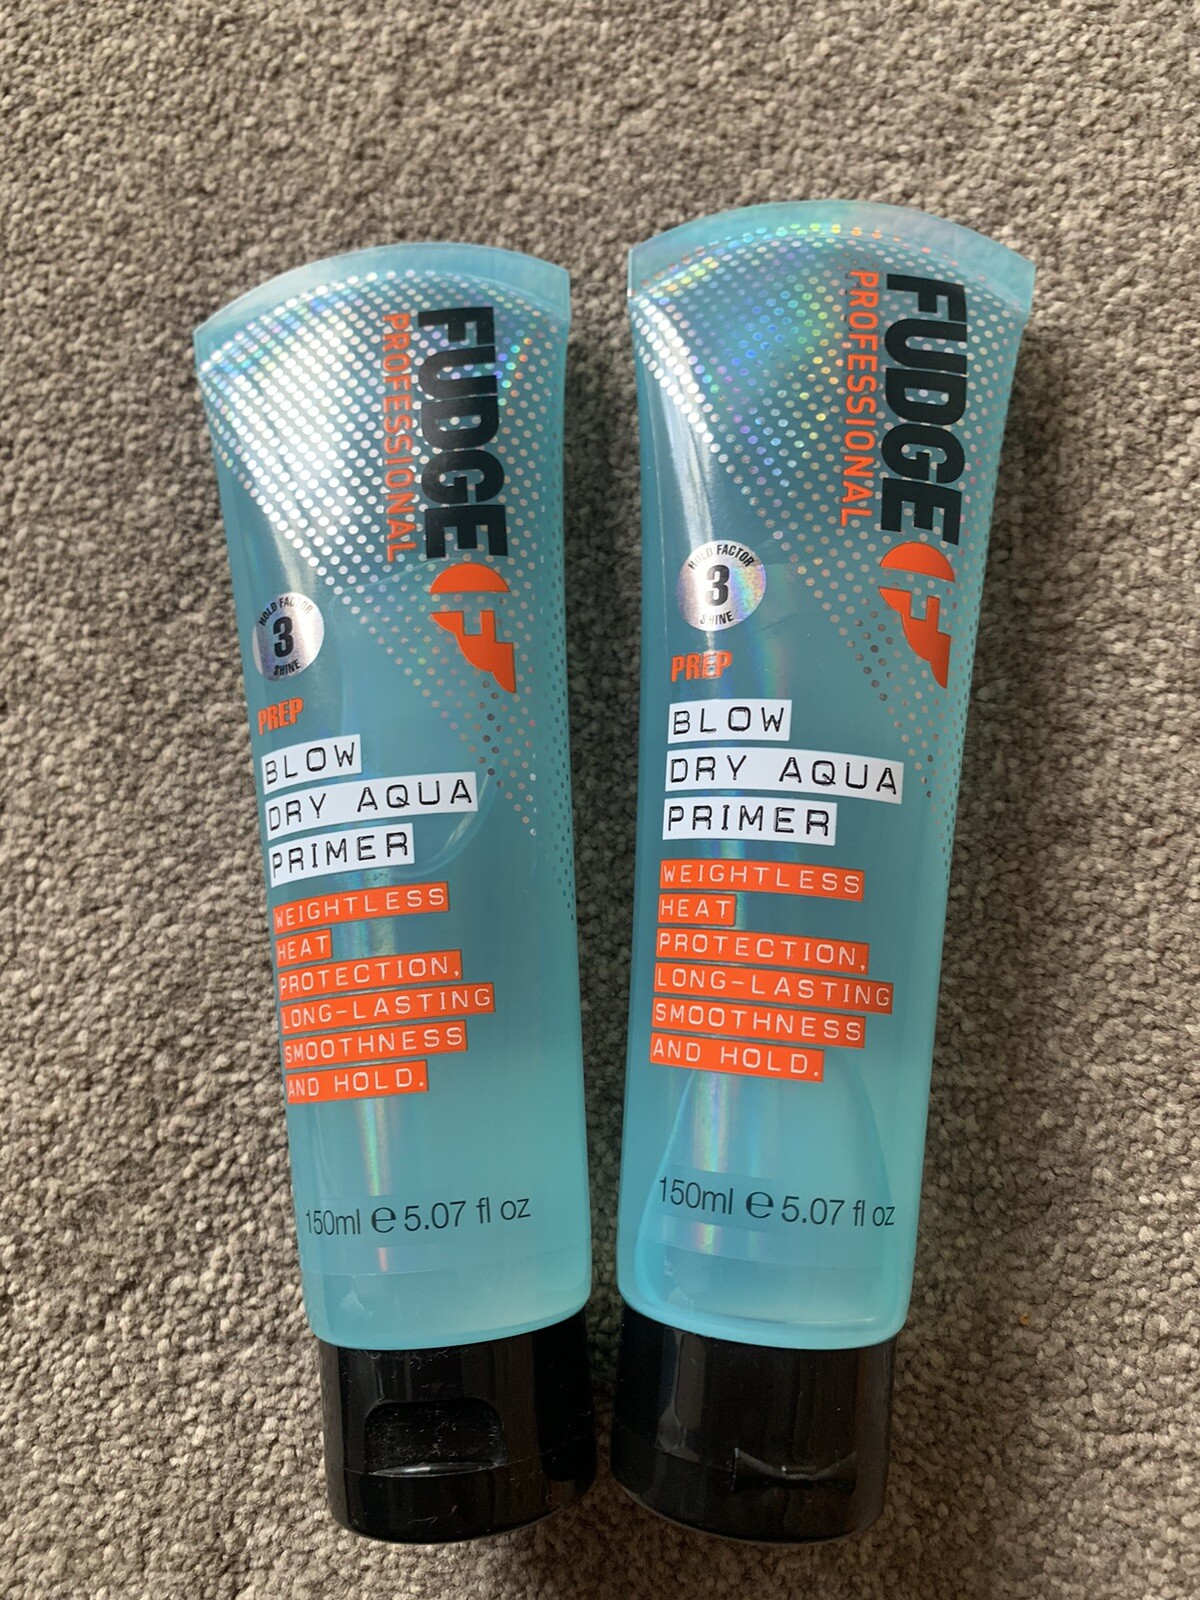 FUDGE
PROFESSIONAL
HOLD FACTOR
3
SHINE
PREP
BLOW
DRY AQUA
PRIMER
WEIGHTLESS
HEAT
PROTECTION,
LONG-LASTING
SMOOTHNESS
AND HOLD.
150ml e 5.07 fl oz
FUDGE
PROFESSIONAL
F
HOLD FACTOR
3
SHINE
PREP
BLOW
DRY AQUA
PRIMER
WEIGHTLESS
HEAT
PROTECTION,
LONG-LASTING
SMOOTHNESS
AND HOLD.
150ml e 5.07 fl oz